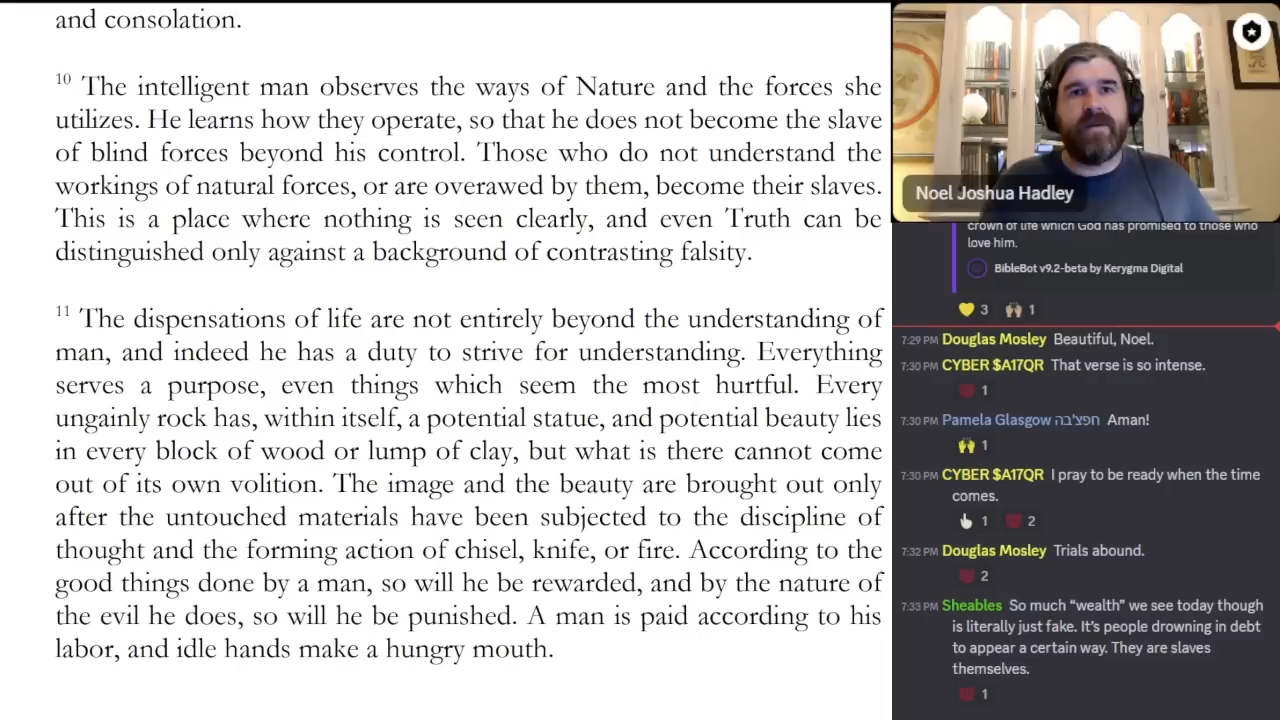 and consolation.
10 The intelligent man observes the ways of Nature and the forces she
utilizes. He learns how they operate, so that he does not become the slave
of blind forces beyond his control. Those who do not understand the
workings of natural forces, or are overawed by them, become their slaves.
This is a place where nothing is seen clearly, and even Truth can be
distinguished only against a background of contrasting falsity.
11 The dispensations of life are not entirely beyond the understanding of
man, and indeed he has a duty to strive for understanding. Everything
serves a purpose, even things which seem the most hurtful. Every
ungainly rock has, within itself, a potential statue, and potential beauty lies
in every block of wood or lump of clay, but what is there cannot come
out of its own volition. The image and the beauty are brought out only
after the untouched materials have been subjected to the discipline of
thought and the forming action of chisel, knife, or fire. According to the
good things done by a man, so will he be rewarded, and by the nature of
the evil he does, so will he be punished. A man is paid according to his
labor, and idle hands make a hungry mouth.
Noel Joshua Hadley
crown of life which God has promised to those who
love him.
BibleBot v9.2-beta by Kerygma Digital
3 1
7:29 PM Douglas Mosley Beautiful, Noel.
7:30 PM CYBER $A17QR That verse is so intense.
1
7:30 PM Pamela Glasgow חפצ'בה Aman!
1
7:30 PM CYBER $A17QR I pray to be ready when the time
comes.
1 2
7:32 PM Douglas Mosley Trials abound.
2
7:33 PM Sheables So much “wealth” we see today though
is literally just fake. It’s people drowning in debt
to appear a certain way. They are slaves
themselves.
1